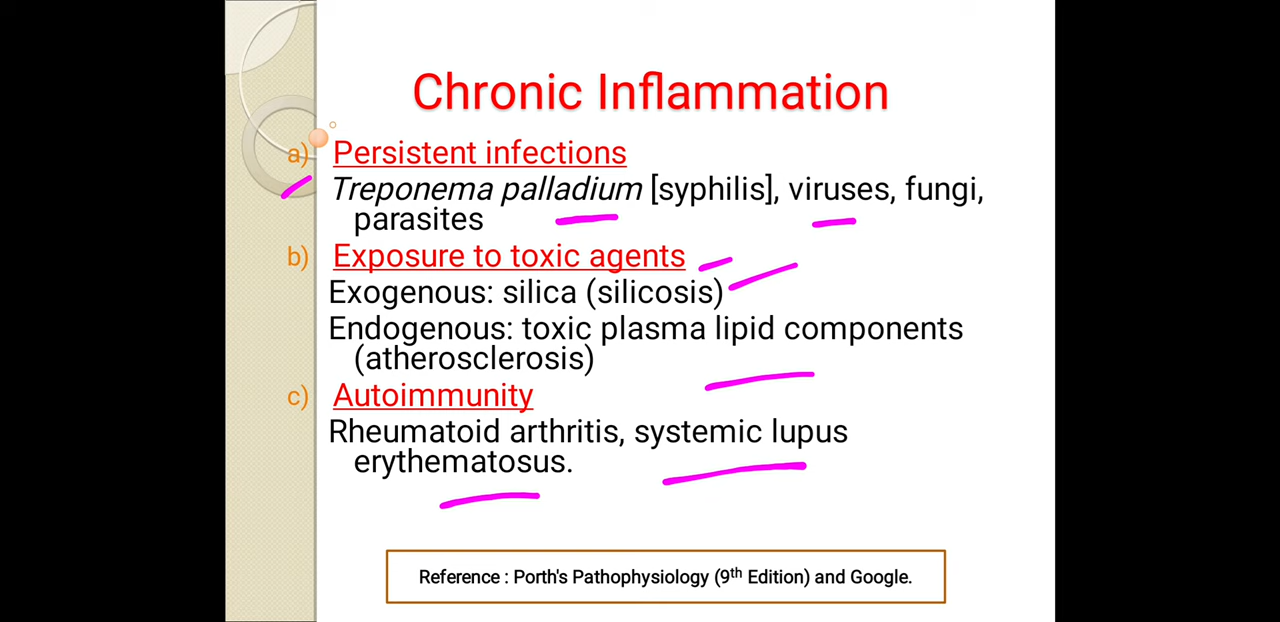 Chronic Inflammation
a) Persistent infections
Treponema palladium [syphilis], viruses, fungi,
parasites
b) Exposure to toxic agents
Exogenous: silica (silicosis)
Endogenous: toxic plasma lipid components
(atherosclerosis)
c) Autoimmunity
Rheumatoid arthritis, systemic lupus
erythematosus.
Reference : Porth's Pathophysiology (9th Edition) and Google.